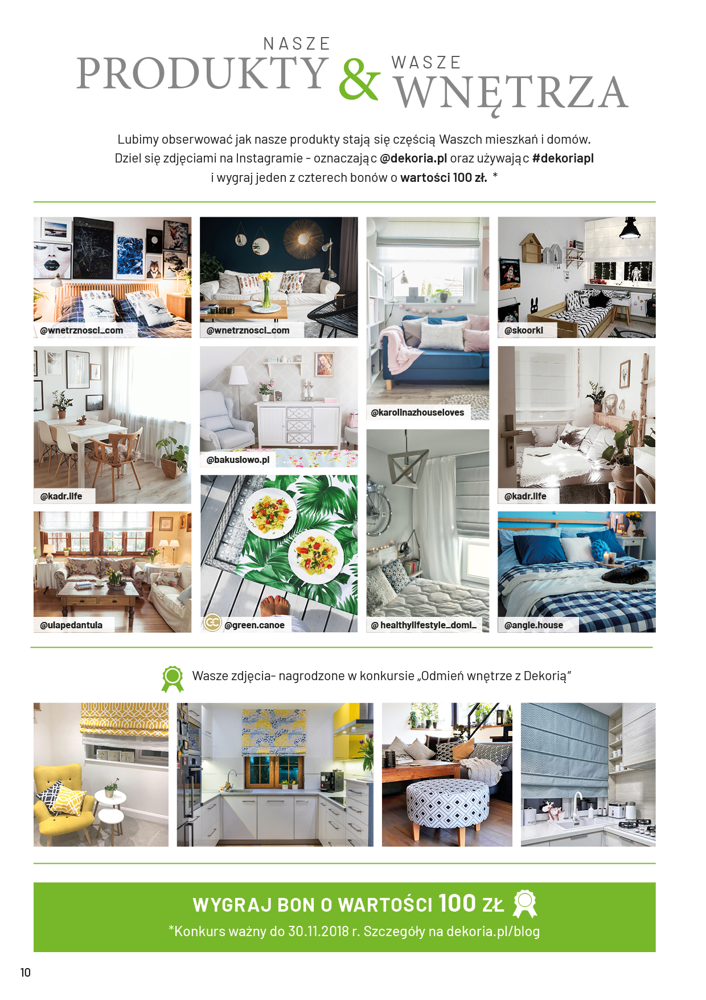 NASZE
PRODUKTY & WASZE
WNĘTRZA
Lubimy obserwować jak nasze produkty stają się częścią Waszch mieszkań i domów.
Dziel się zdjęciami na Instagramie - oznaczając @dekoria.pl oraz używając #dekoriapl
i wygraj jeden z czterech bonów o wartości 100 zł. *
@wnetrznosci_com
@wnetrznosci_com
@karolinazhouseloves
@skoorki
@kadr.life
@bakuslowo.pl
@kadr.life
@ulapedantula
@green.canoe
@ healthylifestyle_domi_
@angie.house
Wasze zdjęcia- nagrodzone w konkursie „Odmień wnętrze z Dekorią”
WYGRAJ BON O WARTOŚCI 100 ZŁ
*Konkurs ważny do 30.11.2018 r. Szczegóły na dekoria.pl/blog
10